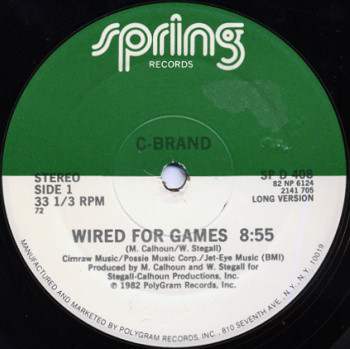 spring
RECORDS
C-BRAND
STEREO
SIDE 1
33 1/3 RPM
72
SP D 408
82 NP 6124
2141 705
LONG VERSION
WIRED FOR GAMES 8:55
(M. Calhoun/W. Stegall)
Cimraw Music/Possie Music Corp./Jet-Eye Music (BMI)
Produced by M. Calhoun and W. Stegall for
Stegall-Calhoun Productions, Inc.
℗ 1982 PolyGram Records, Inc.
MANUFACTURED AND MARKETED BY POLYGRAM RECORDS, INC., 810 SEVENTH AVE., N.Y., N.Y. 10019